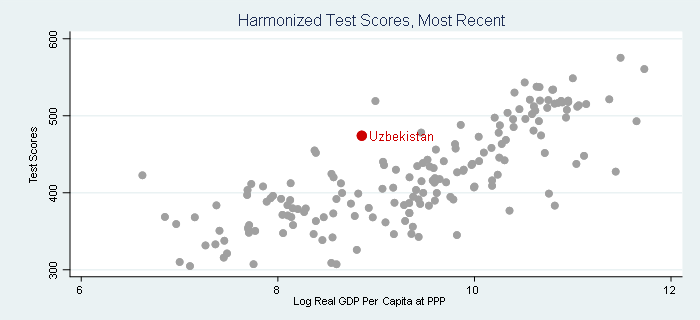 Harmonized Test Scores, Most Recent
600
500
400
300
Test Scores
Uzbekistan
6
8
10
12
Log Real GDP Per Capita at PPP